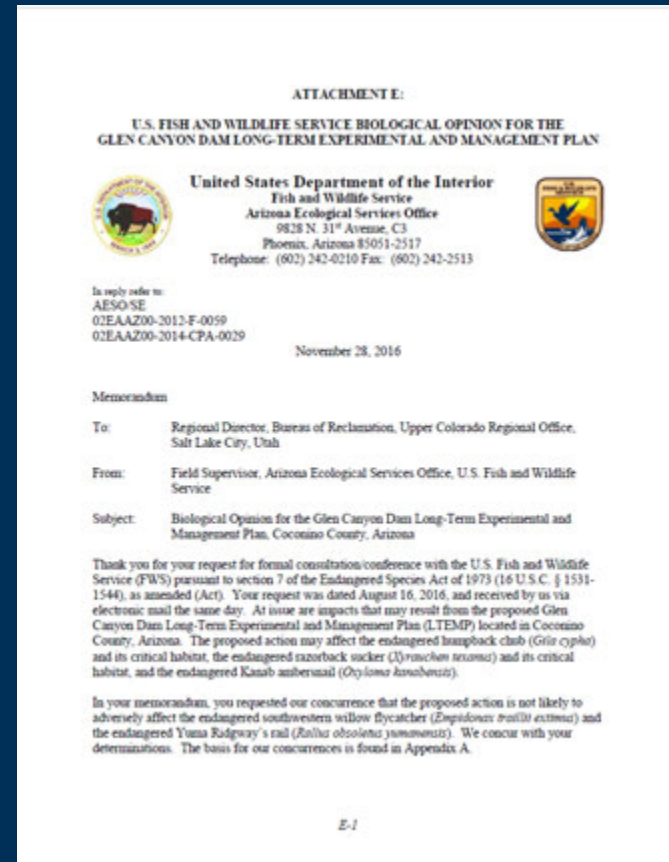 ATTACHMENT E:
U.S. FISH AND WILDLIFE SERVICE BIOLOGICAL OPINION FOR THE
GLEN CANYON DAM LONG-TERM EXPERIMENTAL AND MANAGEMENT PLAN
United States Department of the Interior
Fish and Wildlife Service
Arizona Ecological Services Office
9828 N. 31st Avenue, C3
Phoenix, Arizona 85051-2517
Telephone: (602) 242-0210 Fax: (602) 242-2513
In reply refer to:
AESO/SE
02EAAZ00-2012-F-0059
02EAAZ00-2014-CPA-0029
November 28, 2016
Memorandum
To: Regional Director, Bureau of Reclamation, Upper Colorado Regional Office,
Salt Lake City, Utah
From: Field Supervisor, Arizona Ecological Services Office, U.S. Fish and Wildlife
Service
Subject: Biological Opinion for the Glen Canyon Dam Long-Term Experimental and
Management Plan, Coconino County, Arizona
Thank you for your request for formal consultation/conference with the U.S. Fish and Wildlife
Service (FWS) pursuant to section 7 of the Endangered Species Act of 1973 (16 U.S.C. § 1531-
1544), as amended (Act). Your request was dated August 16, 2016, and received by us via
electronic mail the same day. At issue are impacts that may result from the proposed Glen
Canyon Dam Long-Term Experimental and Management Plan (LTEMP) located in Coconino
County, Arizona. The proposed action may affect the endangered humpback chub (Gila cypha)
and its critical habitat, the endangered razorback sucker (Xyrauchen texanus) and its critical
habitat, and the endangered Kanab ambersnail (Oxyloma kanabensis).
In your memorandum, you requested our concurrence that the proposed action is not likely to
adversely affect the endangered southwestern willow flycatcher (Empidonax traillii extimus) and
the endangered Yuma Ridgway's rail (Rallus obsoletus yumanensis). We concur with your
determinations. The basis for our concurrences is found in Appendix A.
E-1